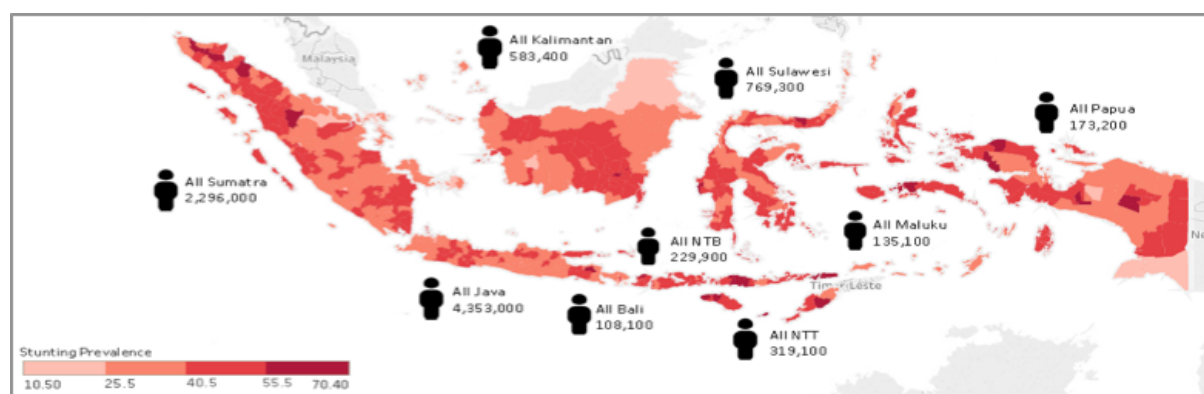 All Kalimantan
583,400
Malaysia
All Sulawesi
769,300
All Papua
173,200
All Sumatra
2,296,000
All NTB
229,900
All Maluku
135,100
All Java
4,353,000
All Bali
108,100
Timor-Leste
All NTT
319,100
Stunting Prevalence
10.50 25.5 40.5 55.5 70.40